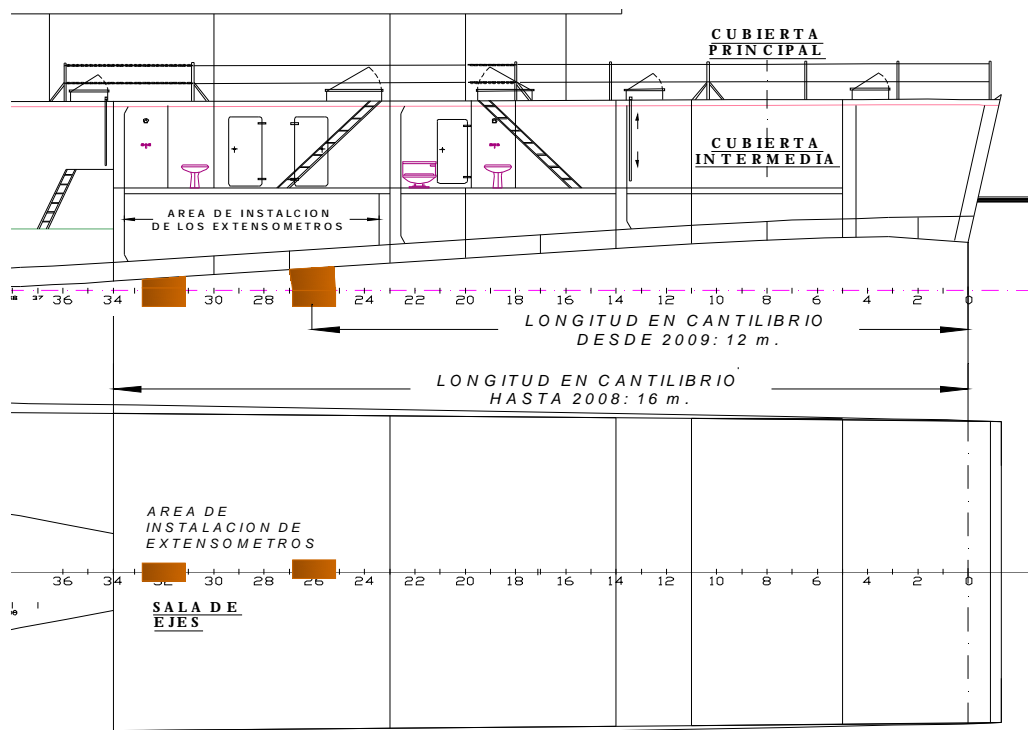 CUBIERTA
PRINCIPAL
CUBIERTA
INTERMEDIA
AREA DE INSTALCION
DE LOS EXTENSOMETROS
37 36 34 30 28 24 22 20 18 16 14 12 10 8 6 4 2 0
LONGITUD EN CANTILIBRIO
DESDE 2009: 12 m.
LONGITUD EN CANTILIBRIO
HASTA 2008: 16 m.
AREA DE
INSTALACION DE
EXTENSOMETROS
36 34 32 30 28 26 24 22 20 18 16 14 12 10 8 6 4 2 0
SALA DE
EJES